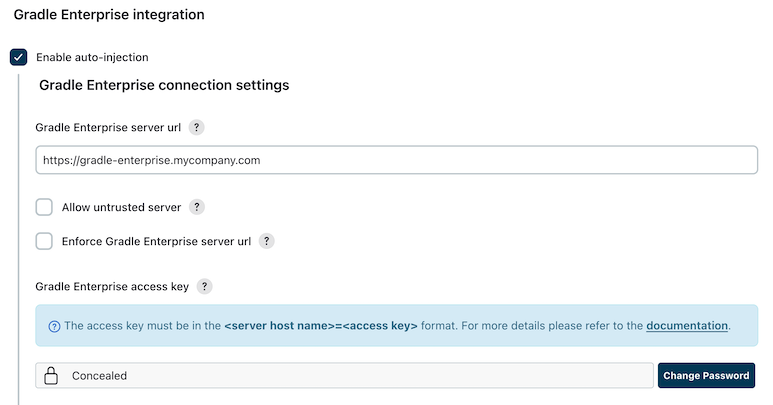 Gradle Enterprise integration
Enable auto-injection
Gradle Enterprise connection settings
Gradle Enterprise server url ?
https://gradle-enterprise.mycompany.com
Allow untrusted server ?
Enforce Gradle Enterprise server url ?
Gradle Enterprise access key ?
? The access key must be in the <server host name>=<access key> format. For more details please refer to the documentation.
Concealed Change Password